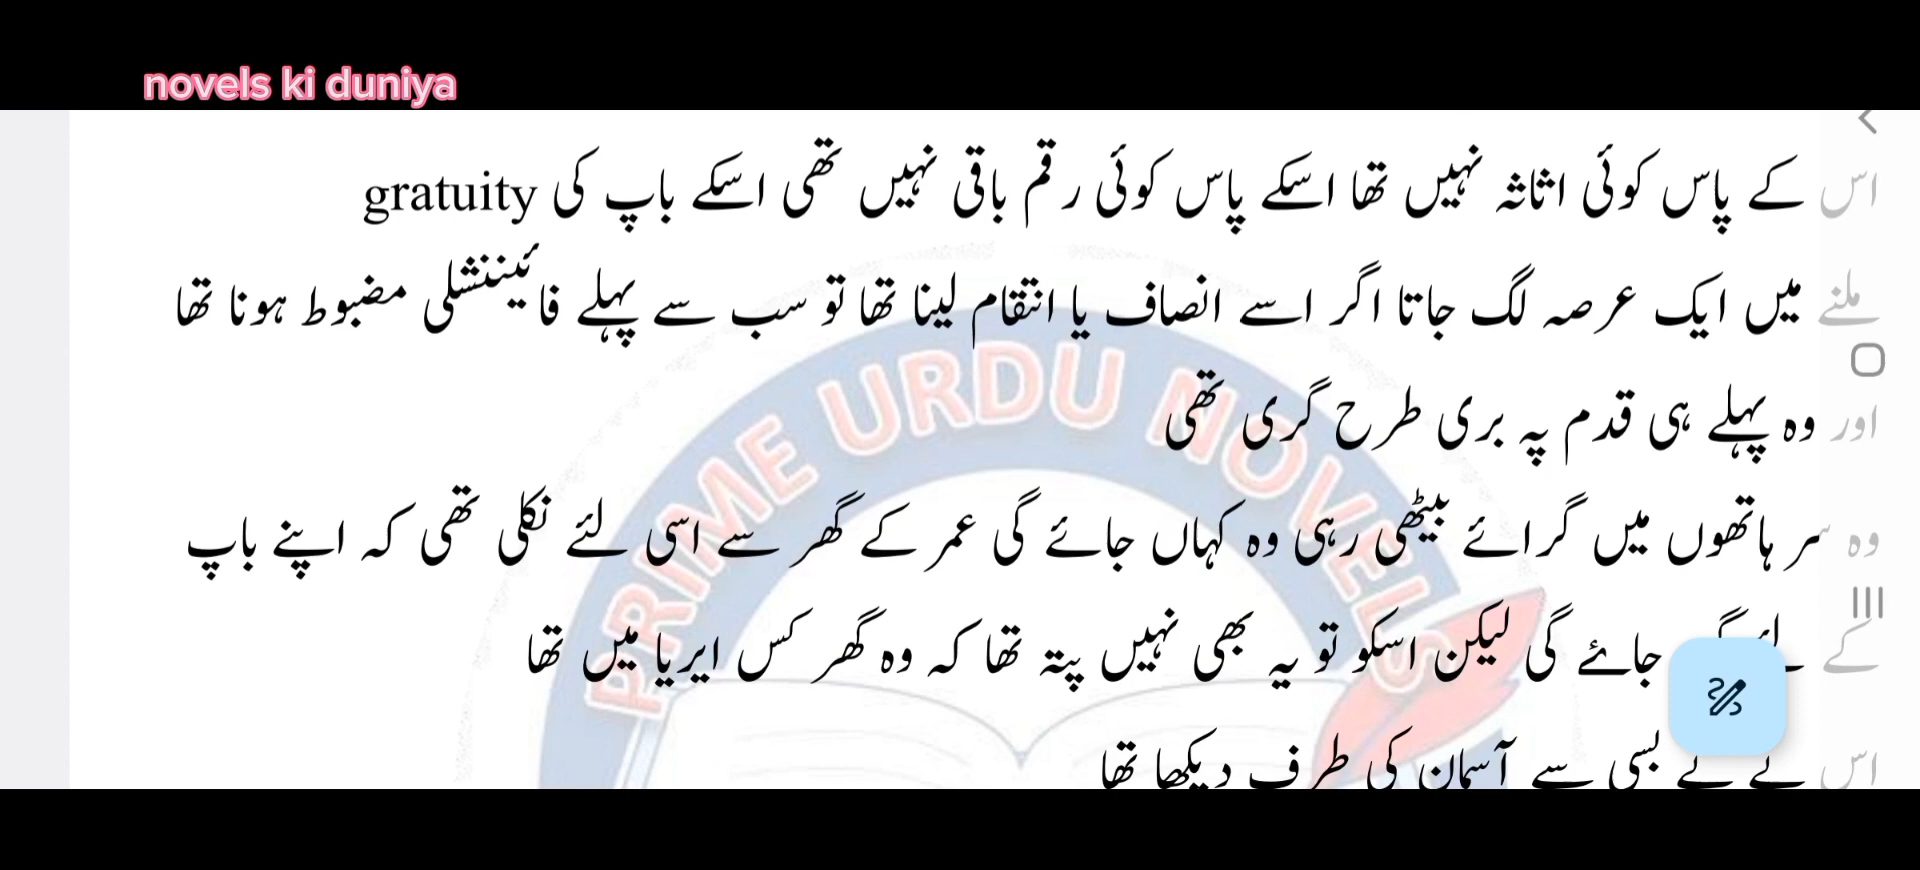 novels ki duniya
اس کے پاس کوئی اثاثہ نہیں تھا اسکے پاس کوئی رقم باقی نہیں تھی اسکے باپ کی gratuity
ملنے میں ایک عرصہ لگ جاتا اگر اسے انصاف یا انتقام لینا تھا تو سب سے پہلے فائیننشلی مضبوط ہونا تھا
اور وہ پہلے ہی قدم پہ بری طرح گری تھی
وہ سر ہاتھوں میں گرائے بیٹھی رہی وہ کہاں جائے گی عمر کے گھر سے اسی لئے نکلی تھی کہ اپنے باپ
کے جائے گی لیکن اسکو تو یہ بھی نہیں پتہ تھا کہ وہ گھر کس ایریا میں تھا
اس نے بے بسی سے آسمان کی طرف دیکھا تھا
PRIME URDU NOVELS